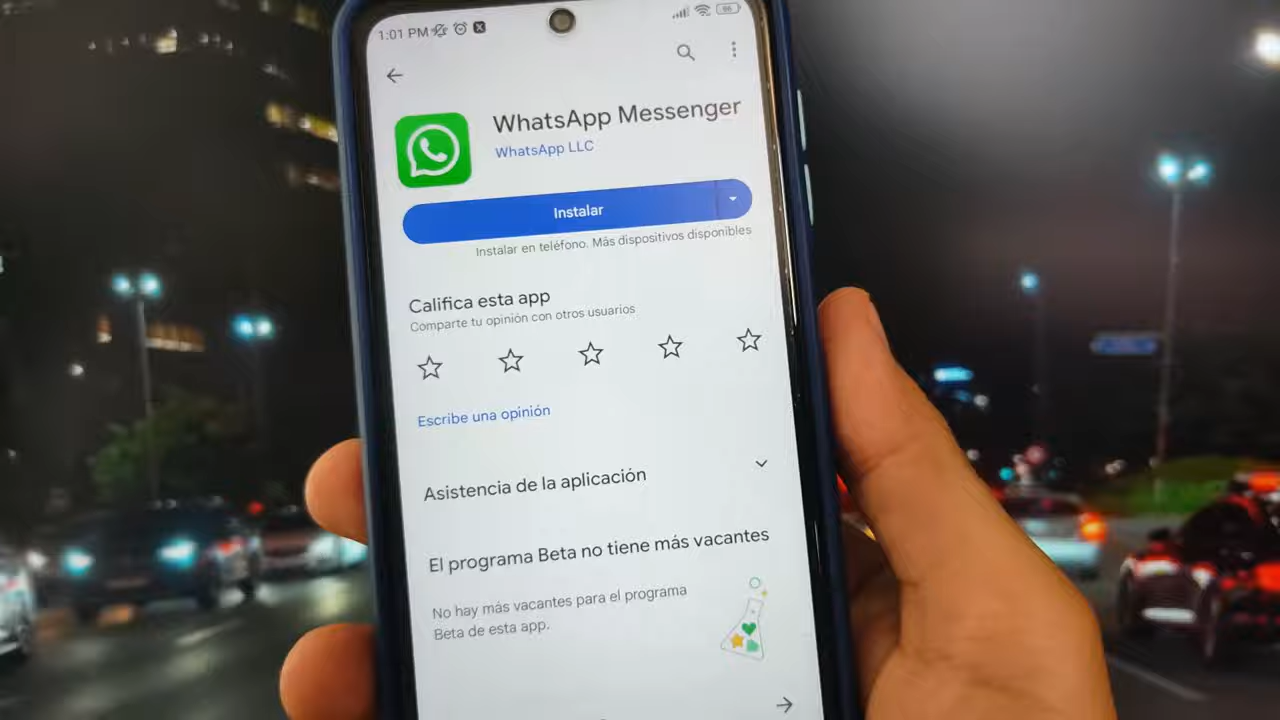 1:01 PM
WhatsApp Messenger
WhatsApp LLC
Instalar
Instalar en teléfono. Más dispositivos disponibles
Califica esta app
Comparte tu opinión con otros usuarios
Escribe una opinión
Asistencia de la aplicación
El programa Beta no tiene más vacantes
No hay más vacantes para el programa
Beta de esta app.